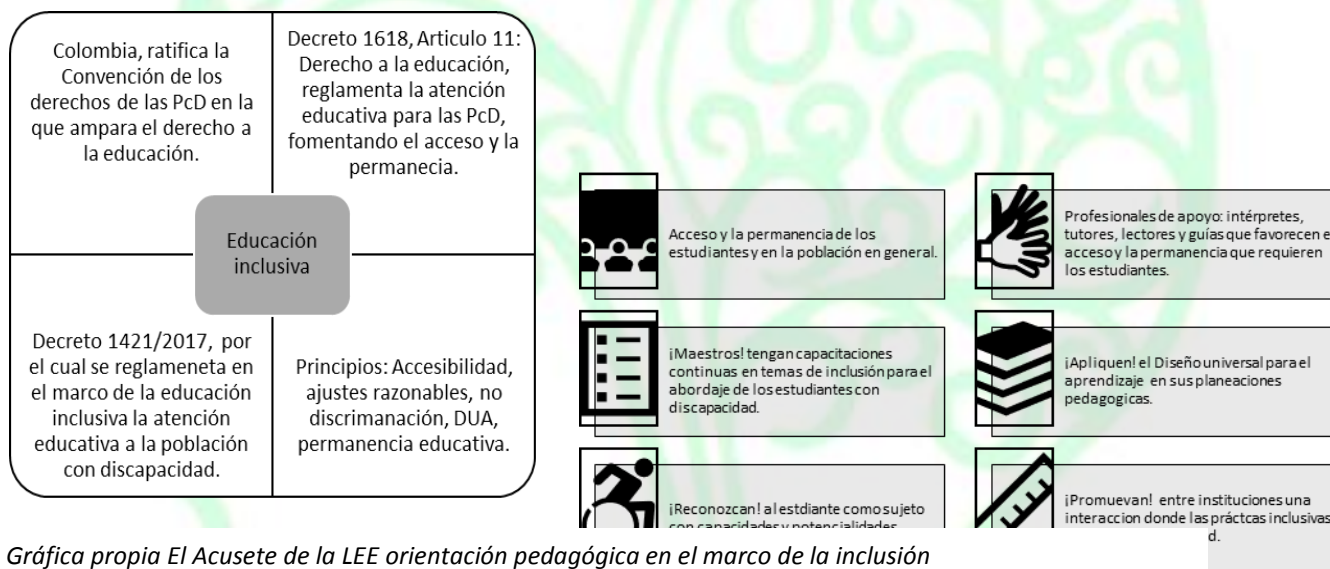 Colombia, ratifica la
Convención de los
derechos de las PcD en la
que ampara el derecho a
la educación.
Decreto 1618, Articulo 11:
Derecho a la educación,
reglamenta la atención
educativa para las PcD,
fomentando el acceso y la
permanecia.
Educación
inclusiva
Decreto 1421/2017, por
el cual se reglameneta en
el marco de la educación
inclusiva la atención
educativa a la población
con discapacidad.
Principios: Accesibilidad,
ajustes razonables, no
discrimanación, DUA,
permanencia educativa.
Acceso y la permanencia de los
estudiantes y en la población en general.
Profesionales de apoyo: intérpretes,
tutores, lectores y guías que favorecen e
acceso y la permanencia que requieren
los estudiantes.
¡Maestros! tengan capacitaciones
continuas en temas de inclusión para el
abordaje de los estudiantes con
discapacidad.
¡Apliquen! el Diseño universal para el
aprendizaje en sus planeaciones
pedagogicas.
¡Reconozcan! al estdiante como sujeto
con capacidades y potencialidades
¡Promuevan! entre instituciones una
interaccion donde las práctcas inclusivas
d.
Gráfica propia El Acusete de la LEE orientación pedagógica en el marco de la inclusión